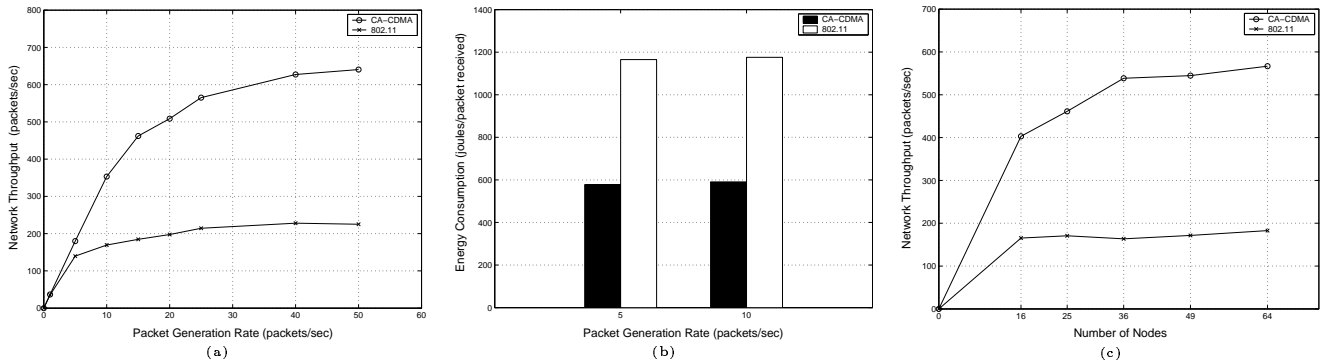 800
700
600
500
400
300
200
100
0
0 10 20 30 40 50 60
Network Throughput (packets/sec)
Packet Generation Rate (packets/sec)
CA-CDMA
802.11
(a)
1400
1200
1000
800
600
400
200
0
5 10
Energy Consumption (joules/packet received)
Packet Generation Rate (packets/sec)
CA-CDMA
802.11
(b)
700
600
500
400
300
200
100
0
0 16 25 36 49 64
Network Throughput (packets/sec)
Number of Nodes
CA-CDMA
802.11
(c)